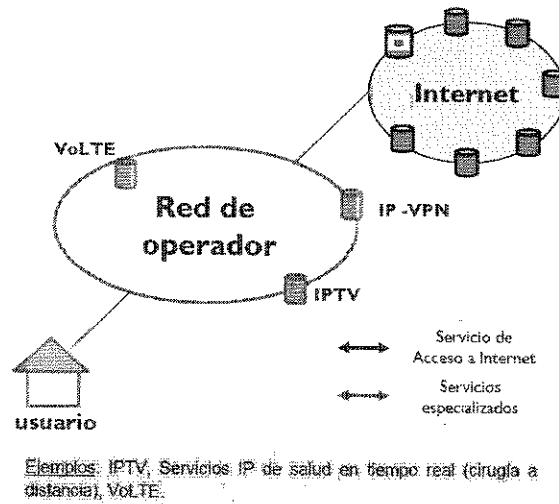 Internet
VoLTE
Red de
operador
IP -VPN
IPTV
Servicio de
Acceso a Internet
Servicios
especializados
usuario
Ejemplos: IPTV, Servicios IP de salud en tiempo real (cirugía a
distancia), VoLTE.